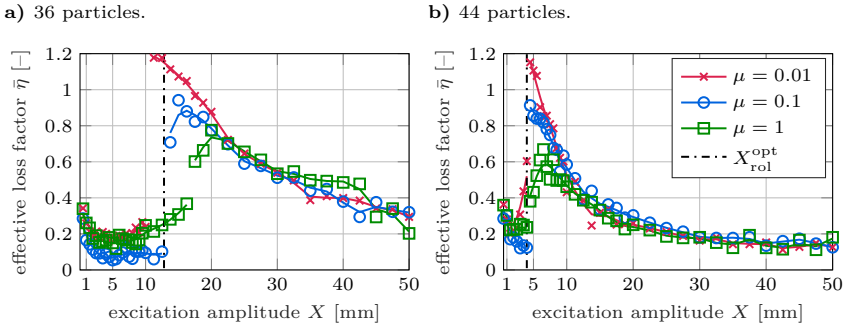 a) 36 particles.
b) 44 particles.
effective loss factor η̄ [–]
1.2
1
0.8
0.6
0.4
0.2
0
1 5 10 20 30 40 50
excitation amplitude X [mm]
effective loss factor η̄ [–]
1.2
1
0.8
0.6
0.4
0.2
0
1 5 10 20 30 40 50
excitation amplitude X [mm]
μ = 0.01
μ = 0.1
μ = 1
X_rol^opt